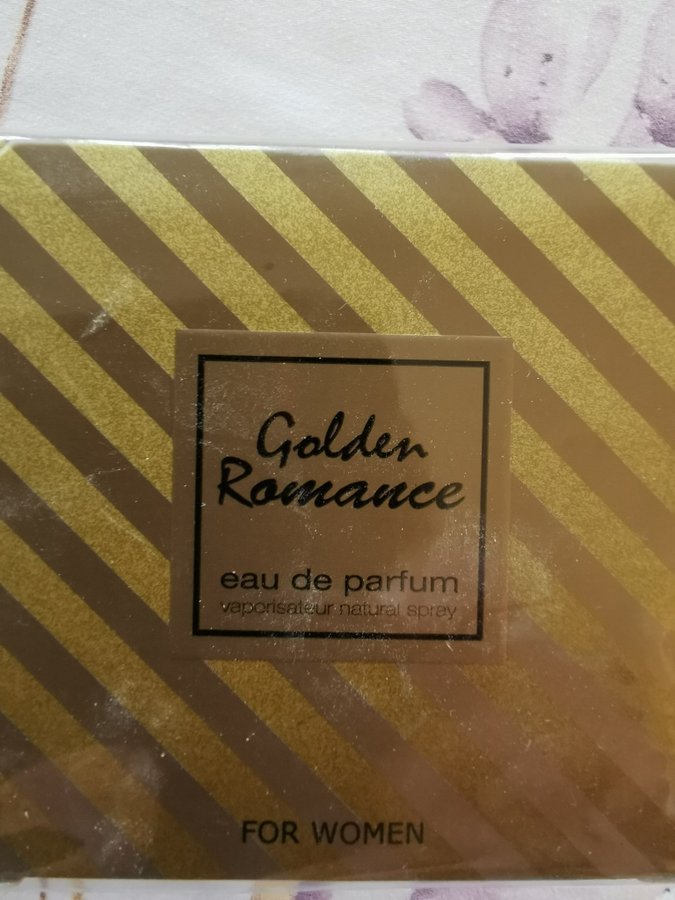 Golden
Romance
eau de parfum
vaporisateur natural spray
FOR WOMEN